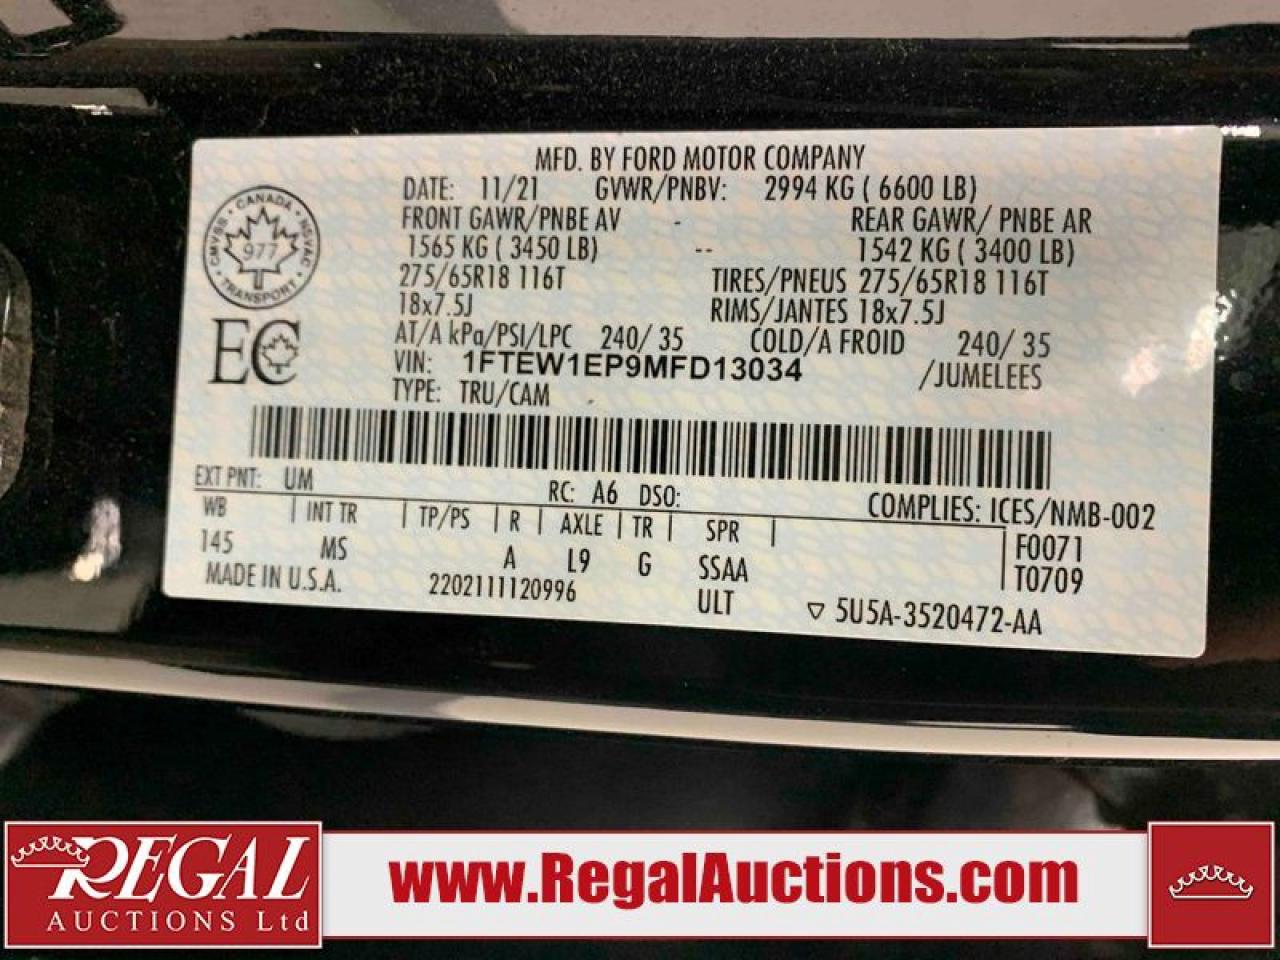 MFD. BY FORD MOTOR COMPANY
DATE: 11/21 GVWR/PNBV: 2994 KG ( 6600 LB)
FRONT GAWR/PNBE AV - REAR GAWR/ PNBE AR
1565 KG ( 3450 LB) -- 1542 KG ( 3400 LB)
275/65R18 116T TIRES/PNEUS 275/65R18 116T
18x7.5J RIMS/JANTES 18x7.5J
AT/A kPa/PSI/LPC 240/ 35 COLD/A FROID 240/ 35
VIN: 1FTEW1EP9MFD13034 /JUMELEES
TYPE: TRU/CAM
CANADA
CMVSS NSVAC
977
TRANSPORT
EC
EXT PNT: UM RC: A6 DSO: COMPLIES: ICES/NMB-002
WB | INT TR | TP/PS | R | AXLE | TR | SPR | F0071
145 MS A L9 G SSAA T0709
MADE IN U.S.A. 2202111120996 ULT ▽ 5U5A-3520472-AA
REGAL
AUCTIONS Ltd
www.RegalAuctions.com